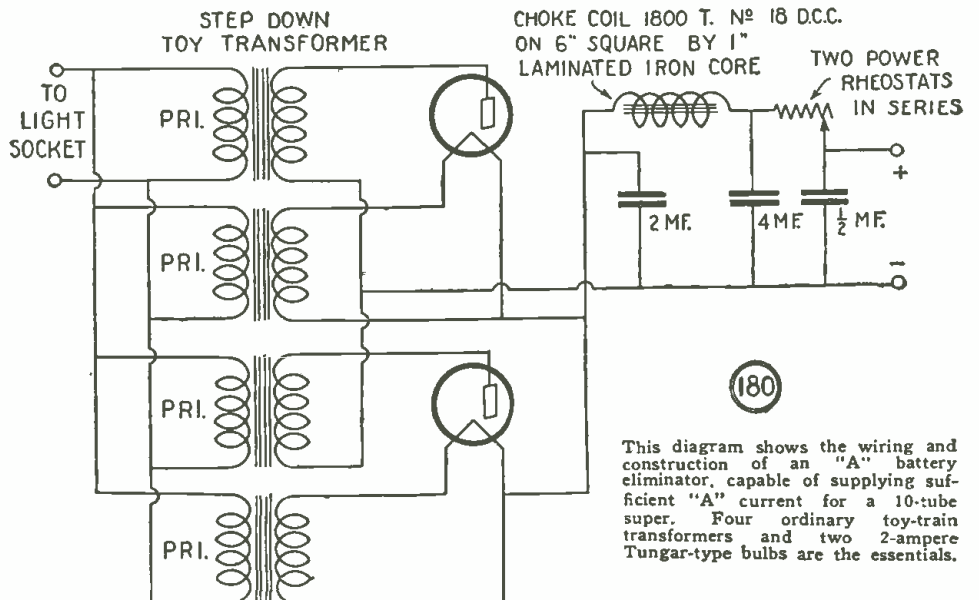 STEP DOWN
TOY TRANSFORMER
CHOKE COIL 1800 T. Nº 18 D.C.C.
ON 6" SQUARE BY 1"
LAMINATED IRON CORE
TWO POWER
RHEOSTATS
IN SERIES
TO
LIGHT
SOCKET
PRI.
+
2 MF.
4 MF.
½ MF.
PRI.
–
PRI.
180
This diagram shows the wiring and
construction of an "A" battery
eliminator, capable of supplying suf-
ficient "A" current for a 10-tube
super. Four ordinary toy-train
transformers and two 2-ampere
Tungar-type bulbs are the essentials.
PRI.